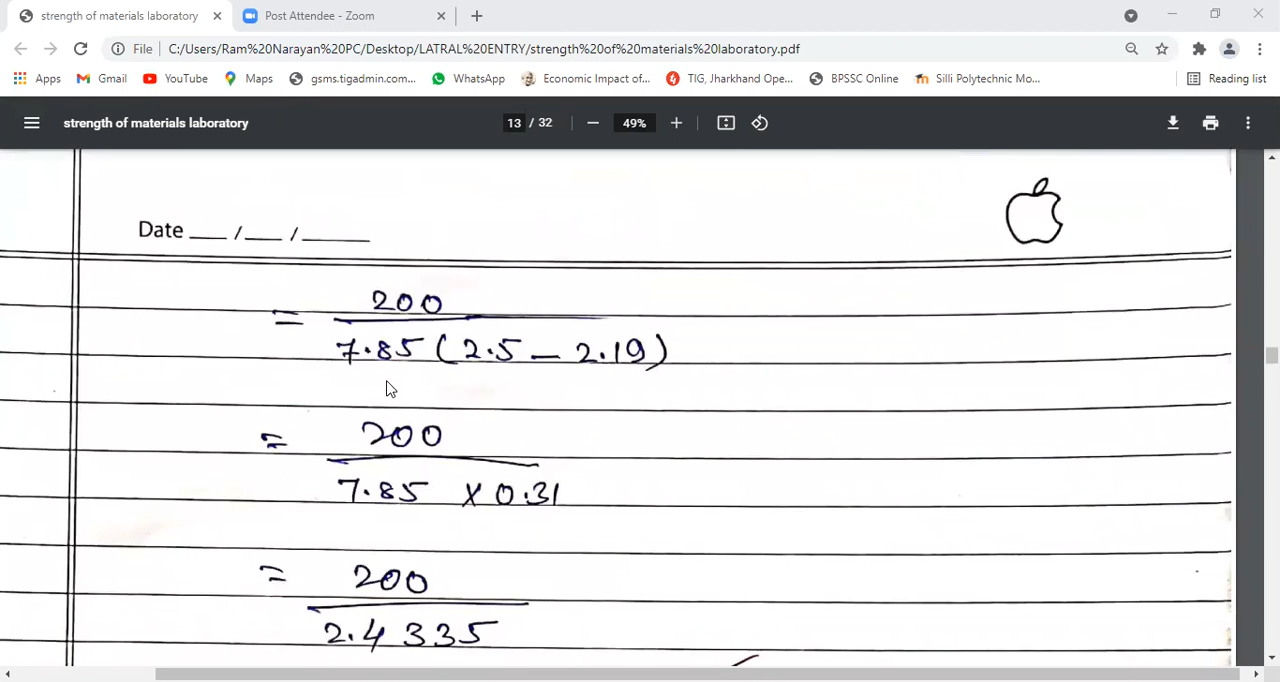 strength of materials laboratory
Post Attendee - Zoom
File
C:/Users/Ram%20Narayan%20PC/Desktop/LATRAL%20ENTRY/strength%20of%20materials%20laboratory.pdf
Apps
Gmail
YouTube
Maps
gsms.tigadmin.com...
WhatsApp
Economic Impact of...
TIG, Jharkhand Ope...
BPSSC Online
Silli Polytechnic Mo...
Reading list
strength of materials laboratory
13 / 32
49%
Date ___ /___ / ______
= 200
7.85 (2.5 - 2.19)
= 200
7.85 x 0.31
= 200
2.4335